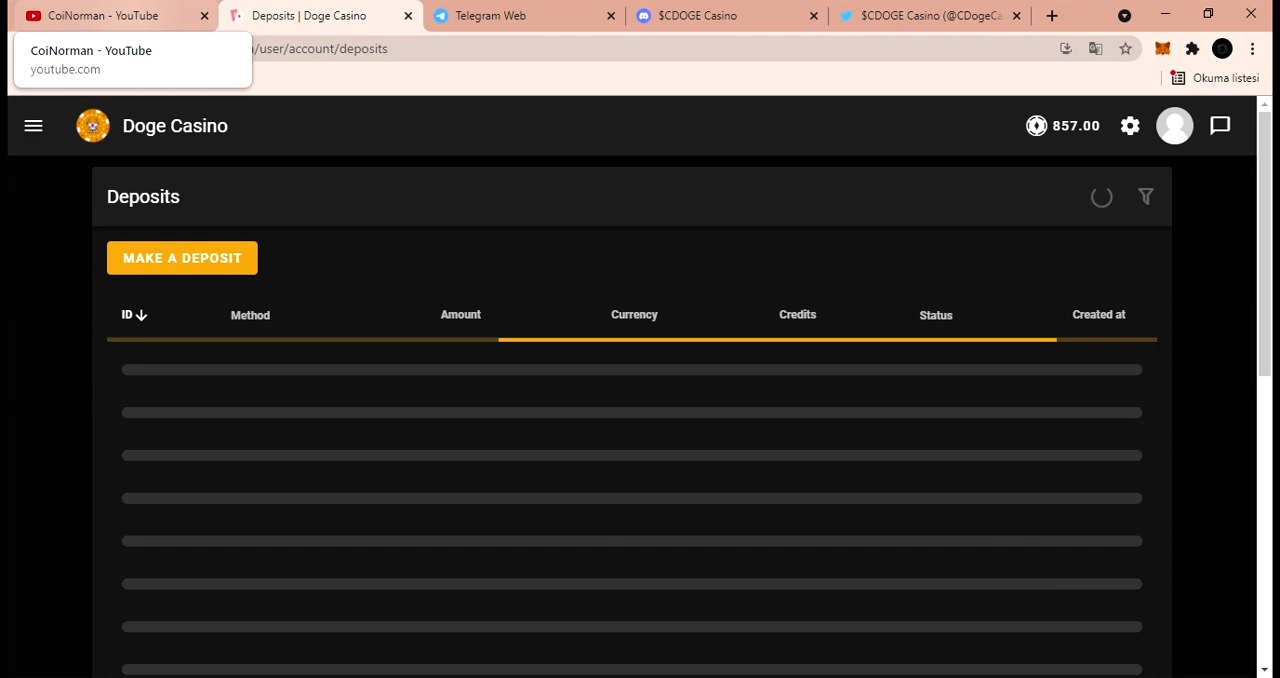 CoiNorman - YouTube
Deposits | Doge Casino
Telegram Web
$CDOGE Casino
$CDOGE Casino (@CDogeCa
CoiNorman - YouTube
youtube.com
/user/account/deposits
Okuma listesi
Doge Casino
857.00
Deposits
MAKE A DEPOSIT
ID Method Amount Currency Credits Status Created at